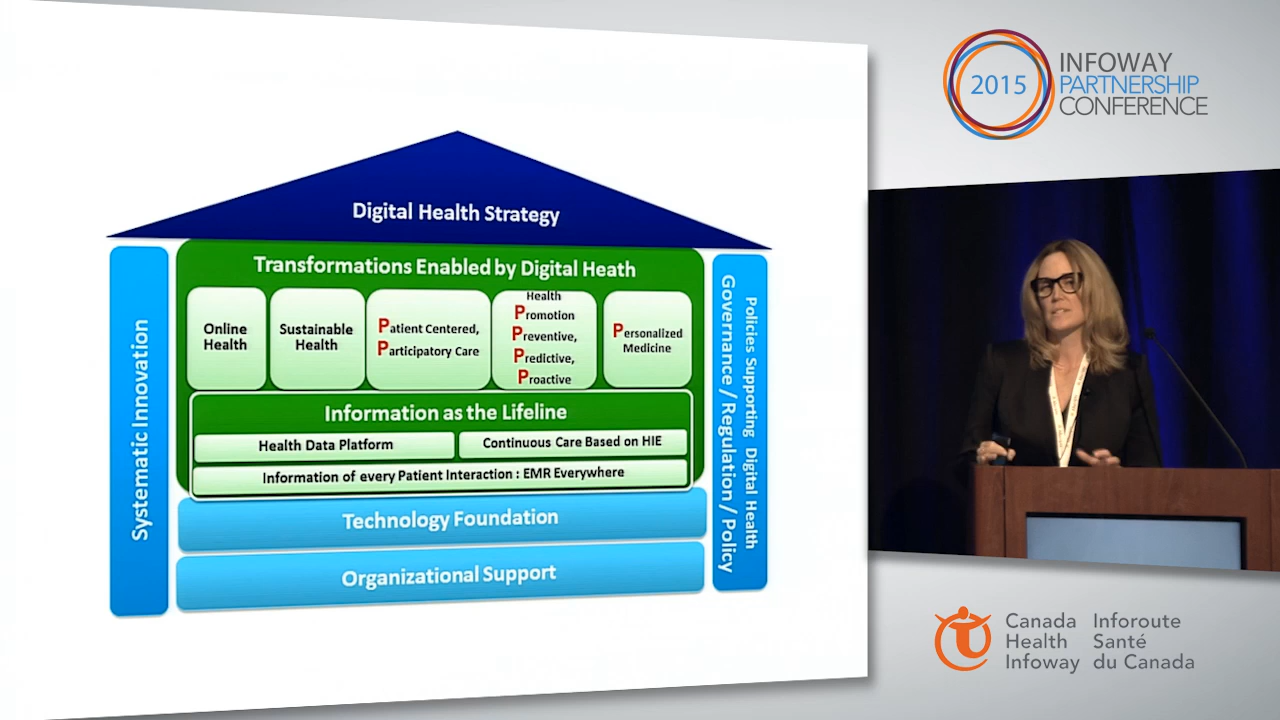 Digital Health Strategy
Transformations Enabled by Digital Heath
Online
Health
Sustainable
Health
Patient Centered,
Participatory Care
Health
Promotion
Preventive,
Predictive,
Proactive
Personalized
Medicine
Information as the Lifeline
Health Data Platform
Continuous Care Based on HIE
Information of every Patient Interaction : EMR Everywhere
Technology Foundation
Organizational Support
Systematic Innovation
Policies Supporting Digital Health
Governance / Regulation / Policy
2015
INFOWAY
PARTNERSHIP
CONFERENCE
Canada
Health
Infoway
Inforoute
Santé
du Canada